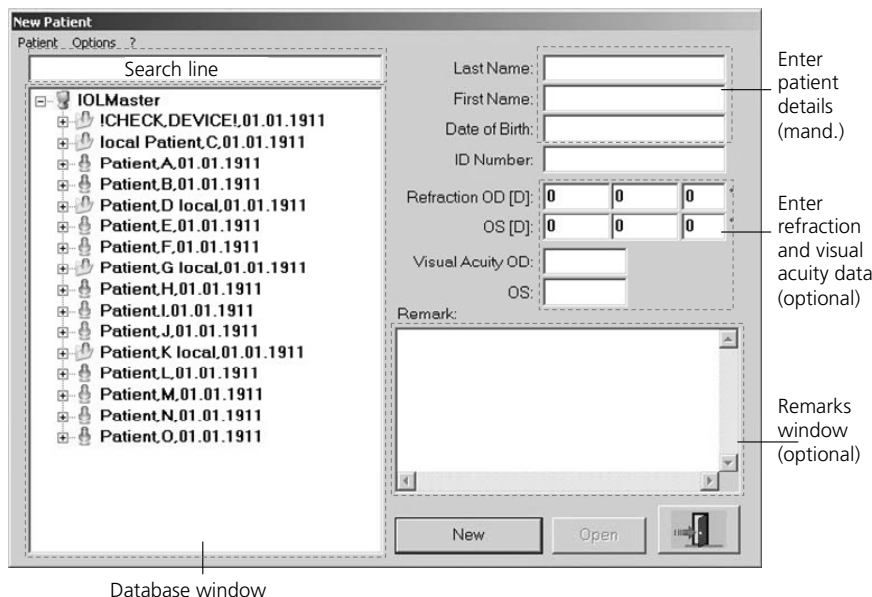 New Patient
Patient Options ?
Search line
IOLMaster
!CHECK,DEVICE!,01.01.1911
local Patient,C,01.01.1911
Patient,A,01.01.1911
Patient,B,01.01.1911
Patient,D local,01.01.1911
Patient,E,01.01.1911
Patient,F,01.01.1911
Patient,G local,01.01.1911
Patient,H,01.01.1911
Patient,I,01.01.1911
Patient,J,01.01.1911
Patient,K local,01.01.1911
Patient,L,01.01.1911
Patient,M,01.01.1911
Patient,N,01.01.1911
Patient,O,01.01.1911
Database window
Last Name:
First Name:
Date of Birth:
ID Number:
Refraction OD [D]: 0 0 0 °
OS [D]: 0 0 0 °
Visual Acuity OD:
OS:
Remark:
New Open
Enter
patient
details
(mand.)
Enter
refraction
and visual
acuity data
(optional)
Remarks
window
(optional)